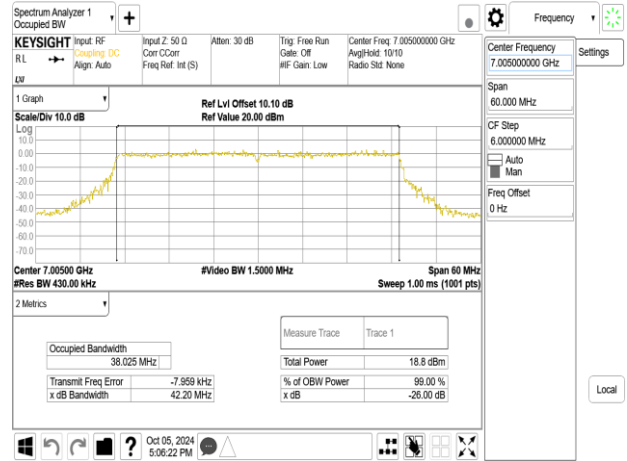 Spectrum Analyzer 1
Occupied BW
+
Frequency
KEYSIGHT
RL
Input: RF
Coupling: DC
Align: Auto
Input Z: 50 Ω
Corr CCorr
Freq Ref: Int (S)
Atten: 30 dB
Trig: Free Run
Gate: Off
#IF Gain: Low
Center Freq: 7.005000000 GHz
Avg|Hold: 10/10
Radio Std: None
Center Frequency
7.005000000 GHz
Settings
Span
60.000 MHz
CF Step
6.000000 MHz
Auto
Man
Freq Offset
0 Hz
Local
1 Graph
Scale/Div 10.0 dB
Ref Lvl Offset 10.10 dB
Ref Value 20.00 dBm
Log
10.0
0.00
-10.0
-20.0
-30.0
-40.0
-50.0
-60.0
-70.0
Center 7.00500 GHz
#Video BW 1.5000 MHz
Span 60 MHz
#Res BW 430.00 kHz
Sweep 1.00 ms (1001 pts)
2 Metrics
Measure Trace Trace 1
Occupied Bandwidth
38.025 MHz
Total Power 18.8 dBm
Transmit Freq Error -7.959 kHz
% of OBW Power 99.00 %
x dB Bandwidth 42.20 MHz
x dB -26.00 dB
?
Oct 05, 2024
5:06:22 PM